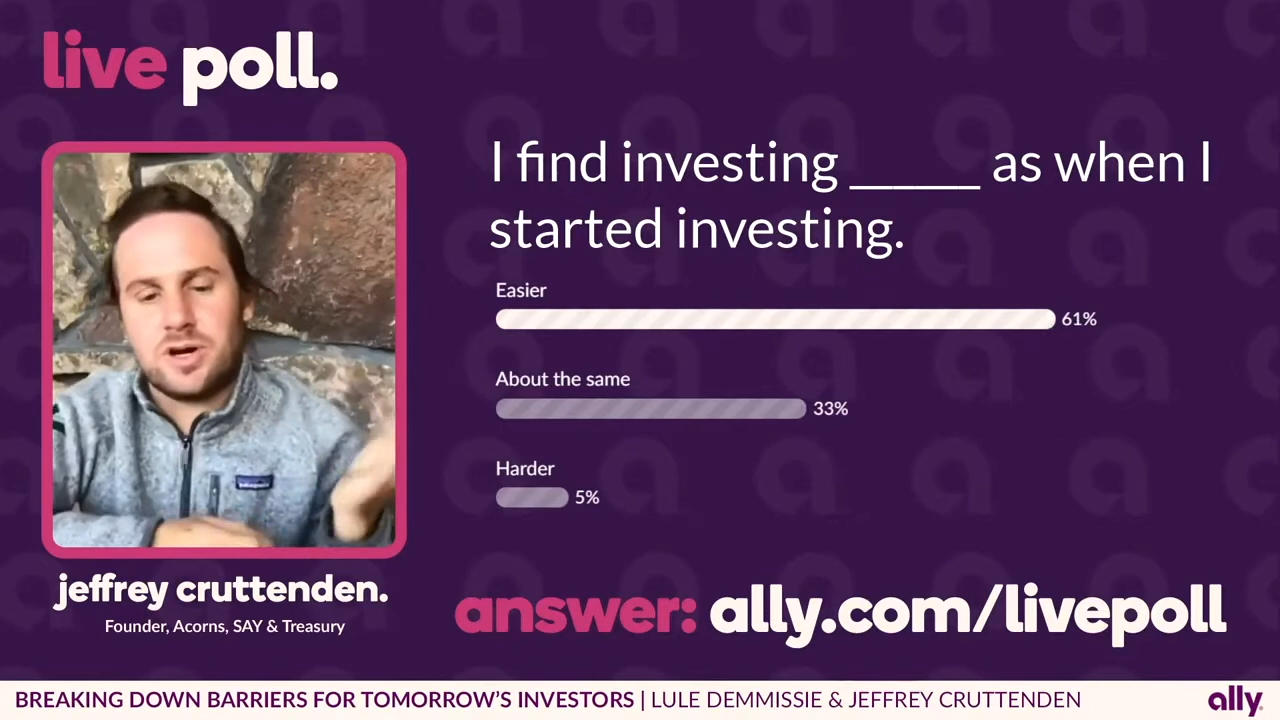 live poll.
I find investing _____ as when I
started investing.
Easier
61%
About the same
33%
Harder
5%
patagonia
jeffrey cruttenden.
Founder, Acorns, SAY & Treasury
answer: ally.com/livepoll
BREAKING DOWN BARRIERS FOR TOMORROW'S INVESTORS | LULE DEMMISSIE & JEFFREY CRUTTENDEN
ally